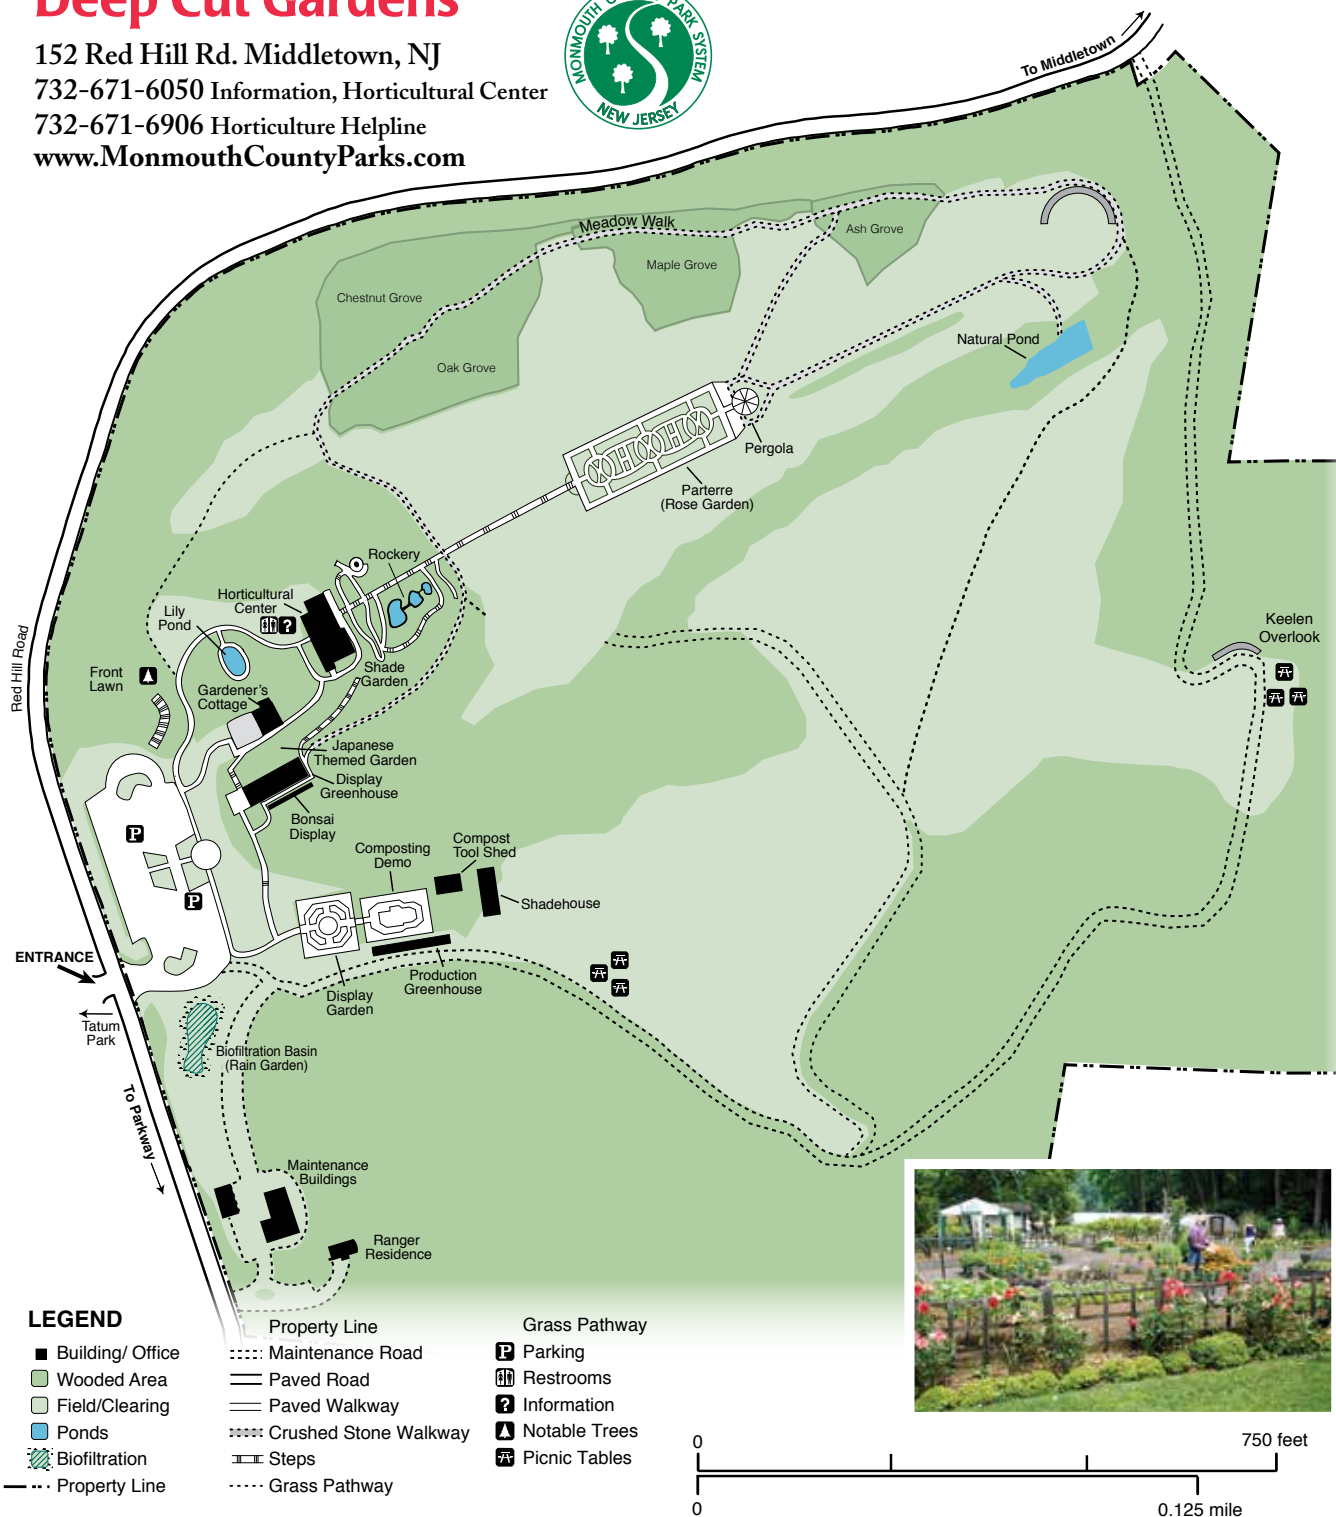 Deep Cut Gardens
152 Red Hill Rd. Middletown, NJ
732-671-6050 Information, Horticultural Center
732-671-6906 Horticulture Helpline
www.MonmouthCountyParks.com
MONMOUTH COUNTY PARK SYSTEM
NEW JERSEY
To Middletown
Meadow Walk
Ash Grove
Maple Grove
Chestnut Grove
Oak Grove
Natural Pond
Pergola
Parterre
(Rose Garden)
Rockery
Horticultural
Center
?
Lily
Pond
Shade
Garden
Front
Lawn
Gardener's
Cottage
Red Hill Road
Keelen
Overlook
Japanese
Themed Garden
Display
Greenhouse
Bonsai
Display
P
Composting
Demo
Compost
Tool Shed
P
Shadehouse
ENTRANCE
Production
Greenhouse
Display
Garden
Tatum
Park
Biofiltration Basin
(Rain Garden)
To Parkway
Maintenance
Buildings
Ranger
Residence
LEGEND
Building/ Office
Wooded Area
Field/Clearing
Ponds
Biofiltration
Property Line
Property Line
Maintenance Road
Paved Road
Paved Walkway
Crushed Stone Walkway
Steps
Grass Pathway
Grass Pathway
P Parking
Restrooms
? Information
Notable Trees
Picnic Tables
0 750 feet
0 0.125 mile